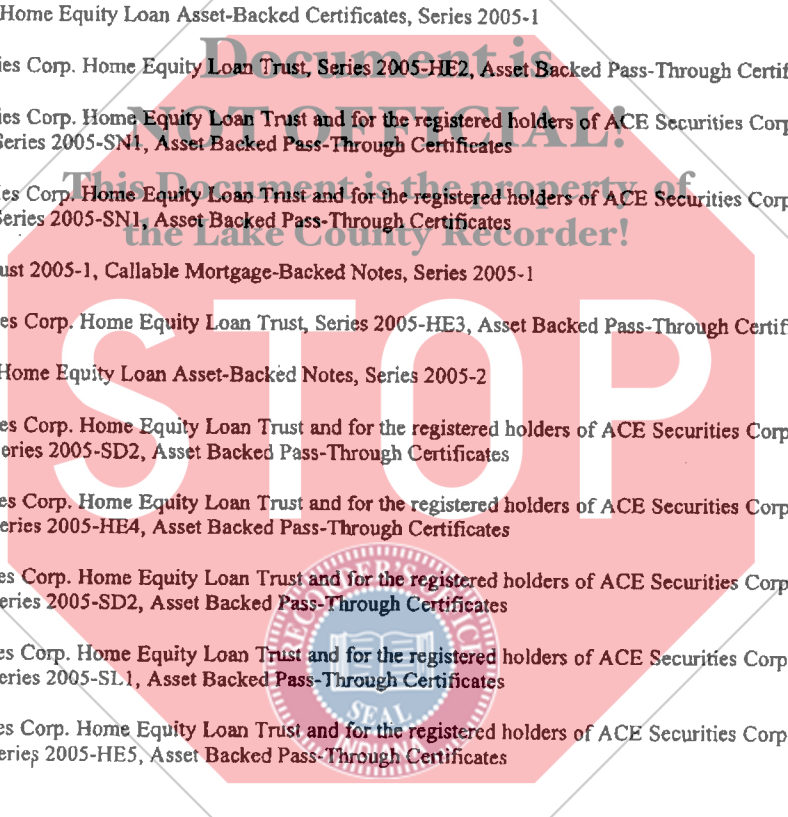 Home Equity Loan Asset-Backed Certificates, Series 2005-1
Document is
ies Corp. Home Equity Loan Trust, Series 2005-HE2, Asset Backed Pass-Through Certif
NOT OFFICIAL!
ies Corp. Home Equity Loan Trust and for the registered holders of ACE Securities Corp
Series 2005-SN1, Asset Backed Pass-Through Certificates
This Document is the property of
es Corp. Home Equity Loan Trust and for the registered holders of ACE Securities Corp
Series 2005-SN1, Asset Backed Pass-Through Certificates
the Lake County Recorder!
ust 2005-1, Callable Mortgage-Backed Notes, Series 2005-1
STOP
es Corp. Home Equity Loan Trust, Series 2005-HE3, Asset Backed Pass-Through Certif
Home Equity Loan Asset-Backed Notes, Series 2005-2
es Corp. Home Equity Loan Trust and for the registered holders of ACE Securities Corp
eries 2005-SD2, Asset Backed Pass-Through Certificates
es Corp. Home Equity Loan Trust and for the registered holders of ACE Securities Corp
eries 2005-HE4, Asset Backed Pass-Through Certificates
RECORDER'S OFFICE
es Corp. Home Equity Loan Trust and for the registered holders of ACE Securities Corp
eries 2005-SD2, Asset Backed Pass-Through Certificates
es Corp. Home Equity Loan Trust and for the registered holders of ACE Securities Corp
eries 2005-SL1, Asset Backed Pass-Through Certificates
SEAL
es Corp. Home Equity Loan Trust and for the registered holders of ACE Securities Corp
eries 2005-HE5, Asset Backed Pass-Through Certificates
INDIANA